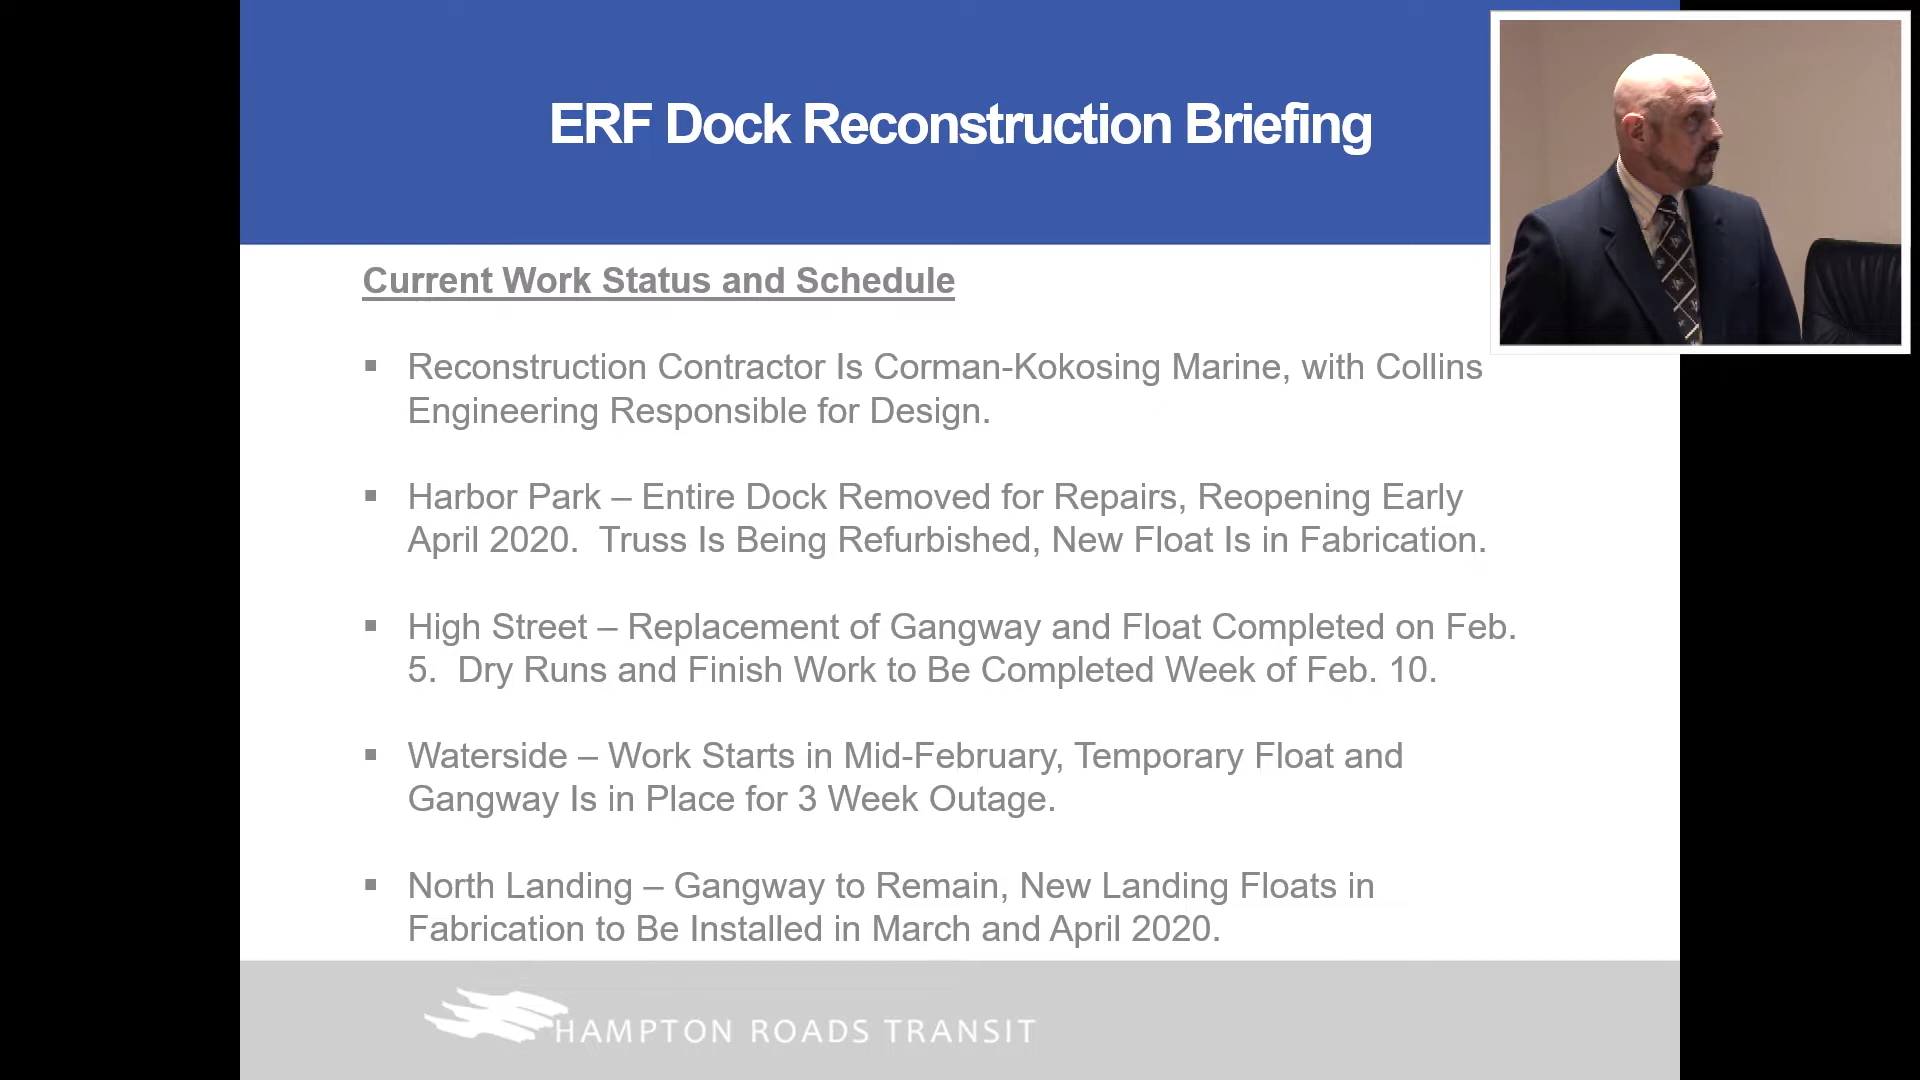 ERF Dock Reconstruction Briefing
Current Work Status and Schedule
▪ Reconstruction Contractor Is Corman-Kokosing Marine, with Collins
Engineering Responsible for Design.
▪ Harbor Park – Entire Dock Removed for Repairs, Reopening Early
April 2020.  Truss Is Being Refurbished, New Float Is in Fabrication.
▪ High Street – Replacement of Gangway and Float Completed on Feb.
5.  Dry Runs and Finish Work to Be Completed Week of Feb. 10.
▪ Waterside – Work Starts in Mid-February, Temporary Float and
Gangway Is in Place for 3 Week Outage.
▪ North Landing – Gangway to Remain, New Landing Floats in
Fabrication to Be Installed in March and April 2020.
HAMPTON ROADS TRANSIT